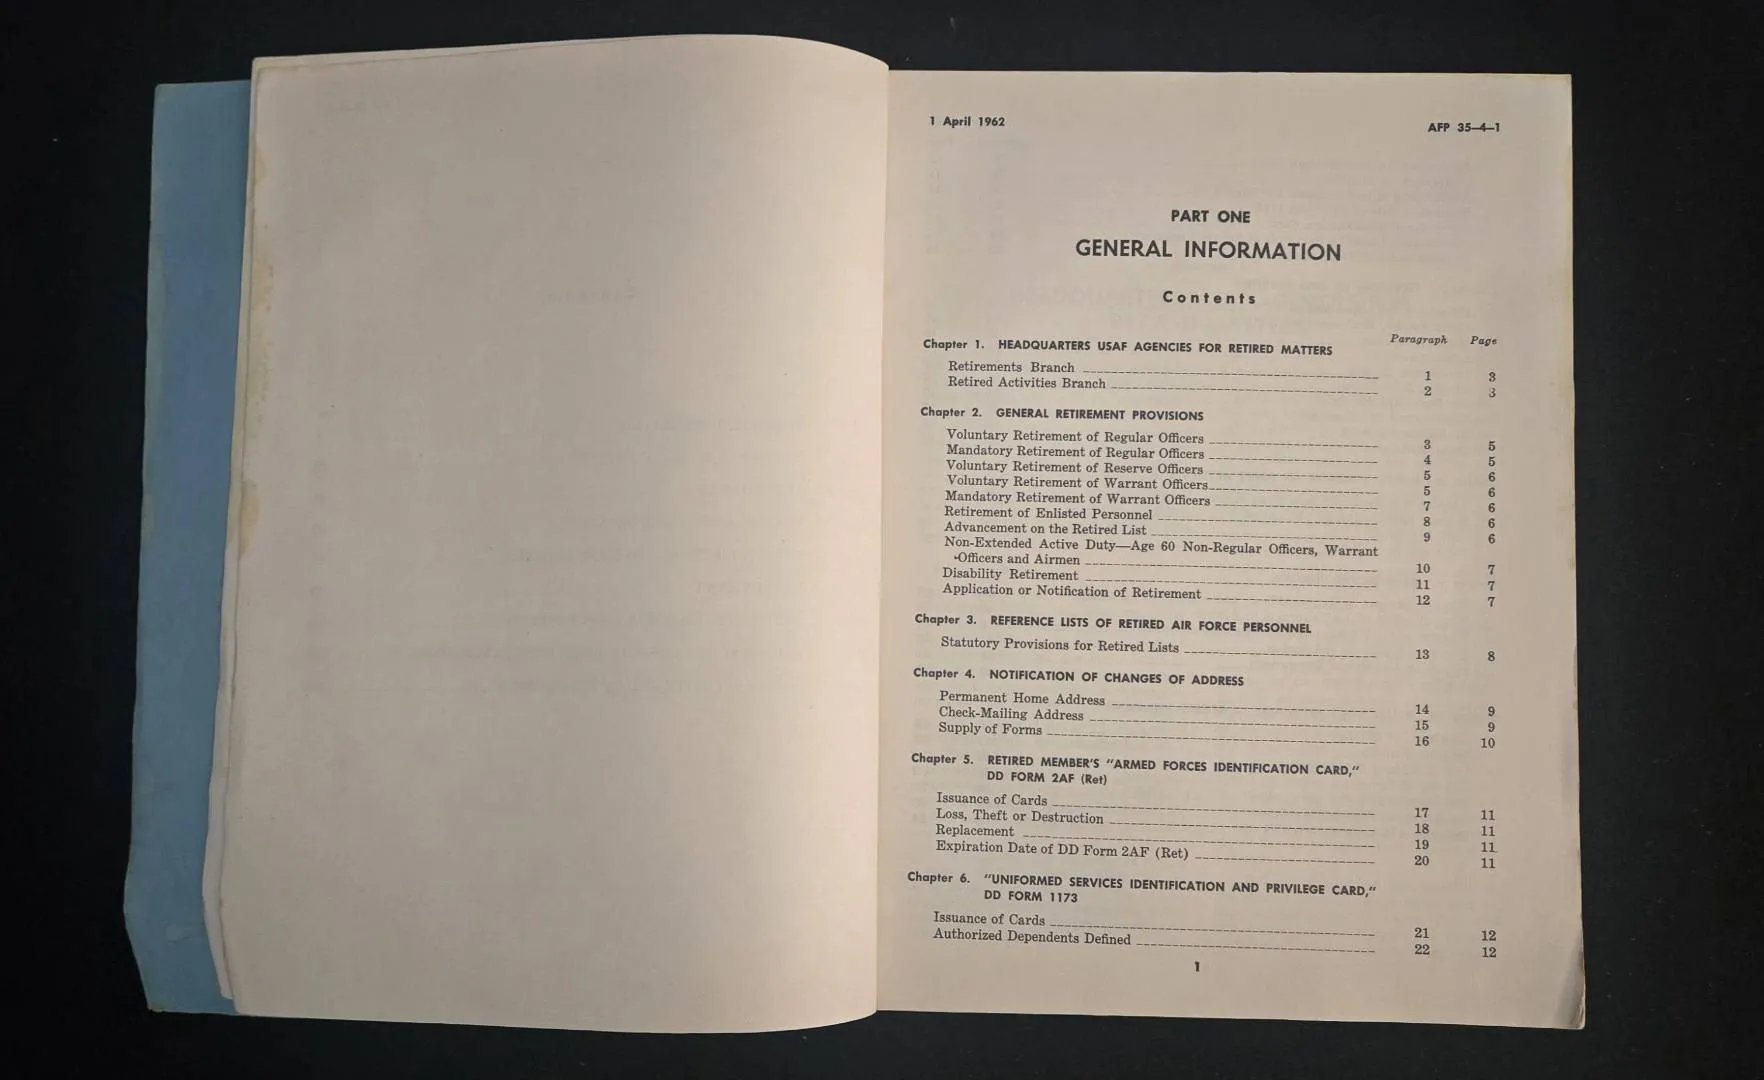 1 April 1962
AFP 35-4-1
PART ONE
GENERAL INFORMATION
Contents
Paragraph Page
Chapter 1. HEADQUARTERS USAF AGENCIES FOR RETIRED MATTERS
Retirements Branch 1 3
Retired Activities Branch 2 3
Chapter 2. GENERAL RETIREMENT PROVISIONS
Voluntary Retirement of Regular Officers 3 5
Mandatory Retirement of Regular Officers 4 5
Voluntary Retirement of Reserve Officers 5 6
Voluntary Retirement of Warrant Officers 5 6
Mandatory Retirement of Warrant Officers 7 6
Retirement of Enlisted Personnel 8 6
Advancement on the Retired List 9 6
Non-Extended Active Duty—Age 60 Non-Regular Officers, Warrant
Officers and Airmen 10 7
Disability Retirement 11 7
Application or Notification of Retirement 12 7
Chapter 3. REFERENCE LISTS OF RETIRED AIR FORCE PERSONNEL
Statutory Provisions for Retired Lists 13 8
Chapter 4. NOTIFICATION OF CHANGES OF ADDRESS
Permanent Home Address 14 9
Check-Mailing Address 15 9
Supply of Forms 16 10
Chapter 5. RETIRED MEMBER'S "ARMED FORCES IDENTIFICATION CARD,"
DD FORM 2AF (Ret)
Issuance of Cards 17 11
Loss, Theft or Destruction 18 11
Replacement 19 11
Expiration Date of DD Form 2AF (Ret) 20 11
Chapter 6. "UNIFORMED SERVICES IDENTIFICATION AND PRIVILEGE CARD,"
DD FORM 1173
Issuance of Cards 21 12
Authorized Dependents Defined 22 12
1